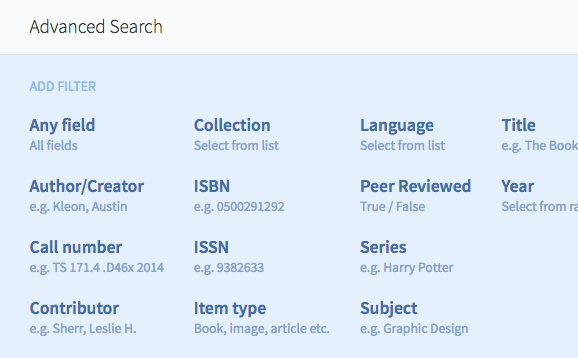 Advanced Search
ADD FILTER
Any field
All fields
Collection
Select from list
Language
Select from list
Title
e.g. The Book
Author/Creator
e.g. Kleon, Austin
ISBN
e.g. 0500291292
Peer Reviewed
True / False
Year
Select from ra
Call number
e.g. TS 171.4 .D46x 2014
ISSN
e.g. 9382633
Series
e.g. Harry Potter
Contributor
e.g. Sherr, Leslie H.
Item type
Book, image, article etc.
Subject
e.g. Graphic Design